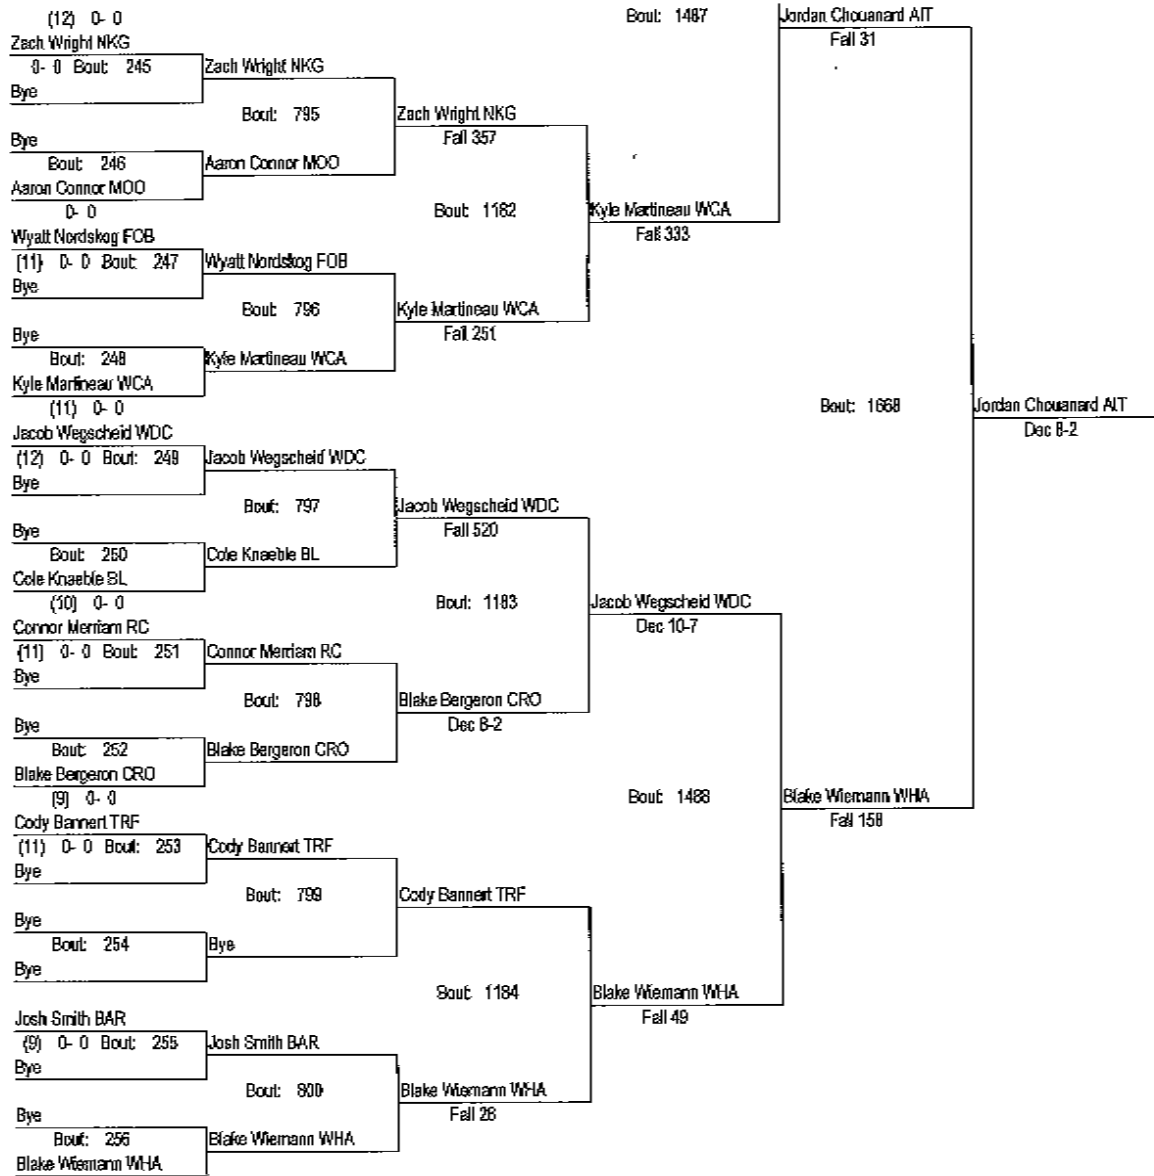 (12) 0- 0
Bout: 1487
Jordan Chouanard AIT
Zach Wright NKG
Fall 31
0- 0 Bout: 245
Zach Wright NKG
Bye
Bout: 795
Zach Wright NKG
Bye
Fall 357
Bout: 246
Aaron Connor MOO
Aaron Connor MOO
0- 0
Bout: 1182
Kyle Martineau WCA
Wyatt Nordskog FOB
Fall 333
(11) 0- 0 Bout: 247
Wyatt Nordskog FOB
Bye
Bout: 796
Kyle Martineau WCA
Bye
Fall 251
Bout: 248
Kyle Martineau WCA
Kyle Martineau WCA
(11) 0- 0
Bout: 1668
Jordan Chouanard AIT
Jacob Wegscheid WDC
Dec 8-2
(12) 0- 0 Bout: 249
Jacob Wegscheid WDC
Bye
Bout: 797
Jacob Wegscheid WDC
Bye
Fall 520
Bout: 250
Cole Knaeble BL
Cole Knaeble BL
(10) 0- 0
Bout: 1183
Jacob Wegscheid WDC
Connor Merriam RC
Dec 10-7
(11) 0- 0 Bout: 251
Connor Merriam RC
Bye
Bout: 798
Blake Bergeron CRO
Bye
Dec 8-2
Bout: 252
Blake Bergeron CRO
Blake Bergeron CRO
(9) 0- 0
Bout: 1488
Blake Wiemann WHA
Cody Bannert TRF
Fall 158
(11) 0- 0 Bout: 253
Cody Bannert TRF
Bye
Bout: 799
Cody Bannert TRF
Bye
Bout: 254
Bye
Bye
Bout: 1184
Blake Wiemann WHA
Josh Smith BAR
Fall 49
(9) 0- 0 Bout: 255
Josh Smith BAR
Bye
Bout: 800
Blake Wiemann WHA
Bye
Fall 26
Bout: 256
Blake Wiemann WHA
Blake Wiemann WHA